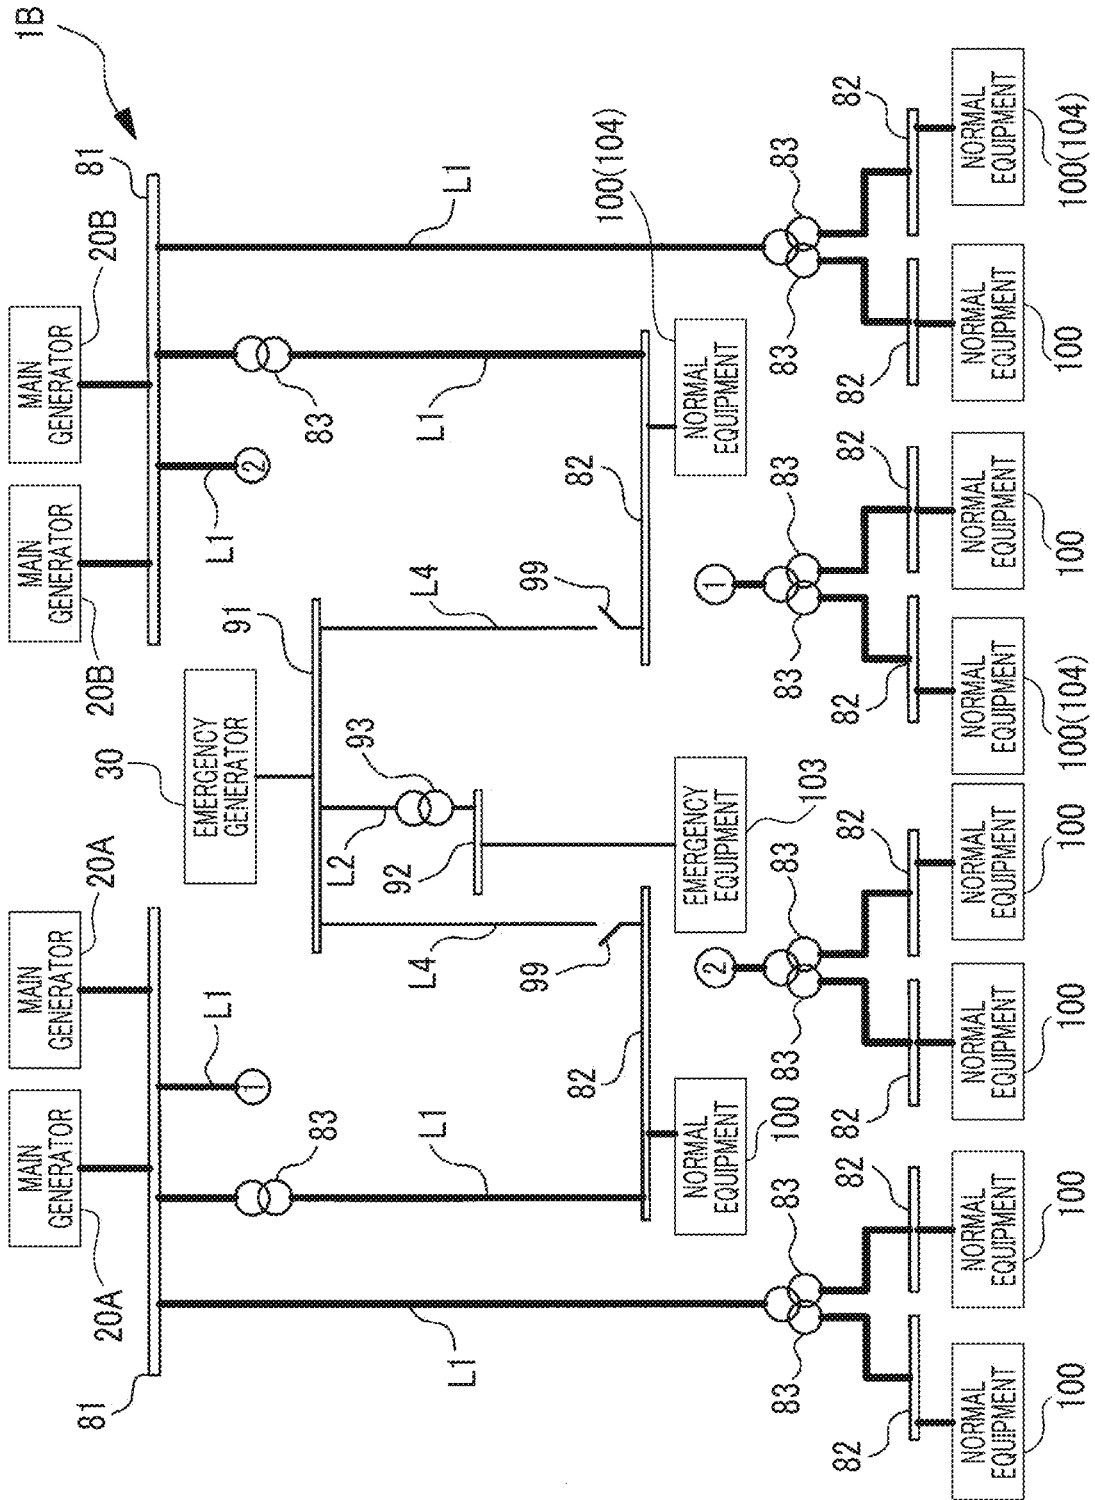 1B
MAIN
GENERATOR
MAIN
GENERATOR
MAIN
GENERATOR
MAIN
GENERATOR
81
20A
20A
30
20B
20B
81
L1
EMERGENCY
GENERATOR
91
L1
1
2
83
83
L2
93
92
L1
L4
L4
L1
L1
L1
99
99
82
82
100(104)
NORMAL
EQUIPMENT
EMERGENCY
EQUIPMENT
NORMAL
EQUIPMENT
2
1
100
103
83
83
83
83
83
83
83
83
82
82
82
82
82
82
82
82
NORMAL
EQUIPMENT
NORMAL
EQUIPMENT
NORMAL
EQUIPMENT
NORMAL
EQUIPMENT
NORMAL
EQUIPMENT
NORMAL
EQUIPMENT
NORMAL
EQUIPMENT
NORMAL
EQUIPMENT
100
100
100
100
100(104)
100
100
100(104)